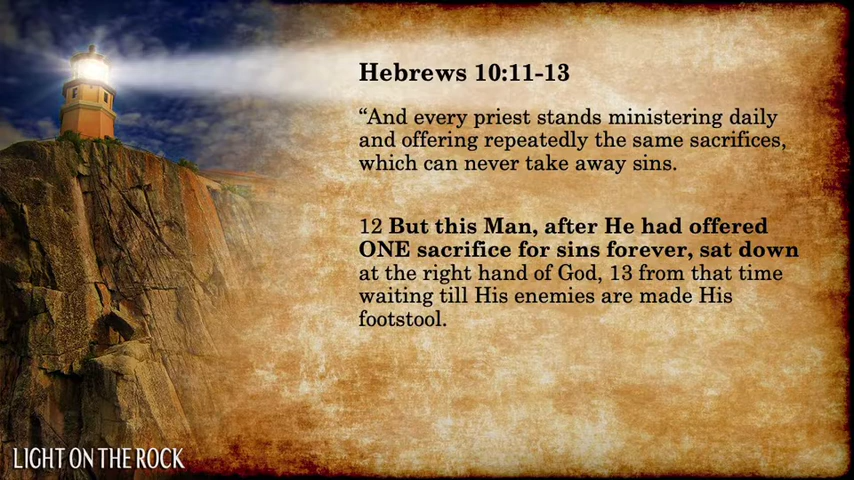 Hebrews 10:11-13
“And every priest stands ministering daily
and offering repeatedly the same sacrifices,
which can never take away sins.
12 But this Man, after He had offered
ONE sacrifice for sins forever, sat down
at the right hand of God, 13 from that time
waiting till His enemies are made His
footstool.
LIGHT ON THE ROCK